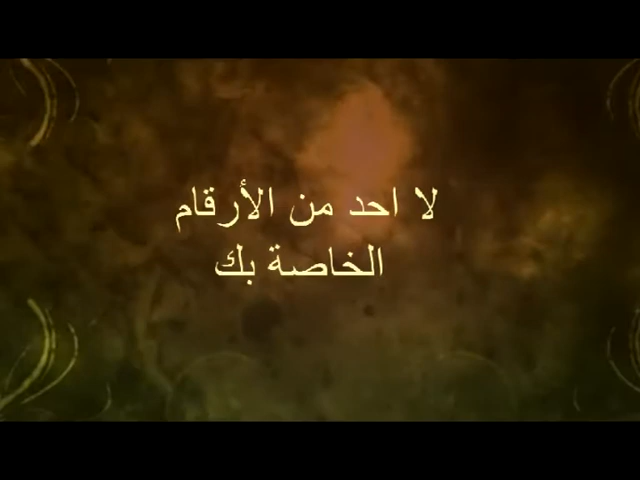 لا احد من الأرقام
الخاصة بك